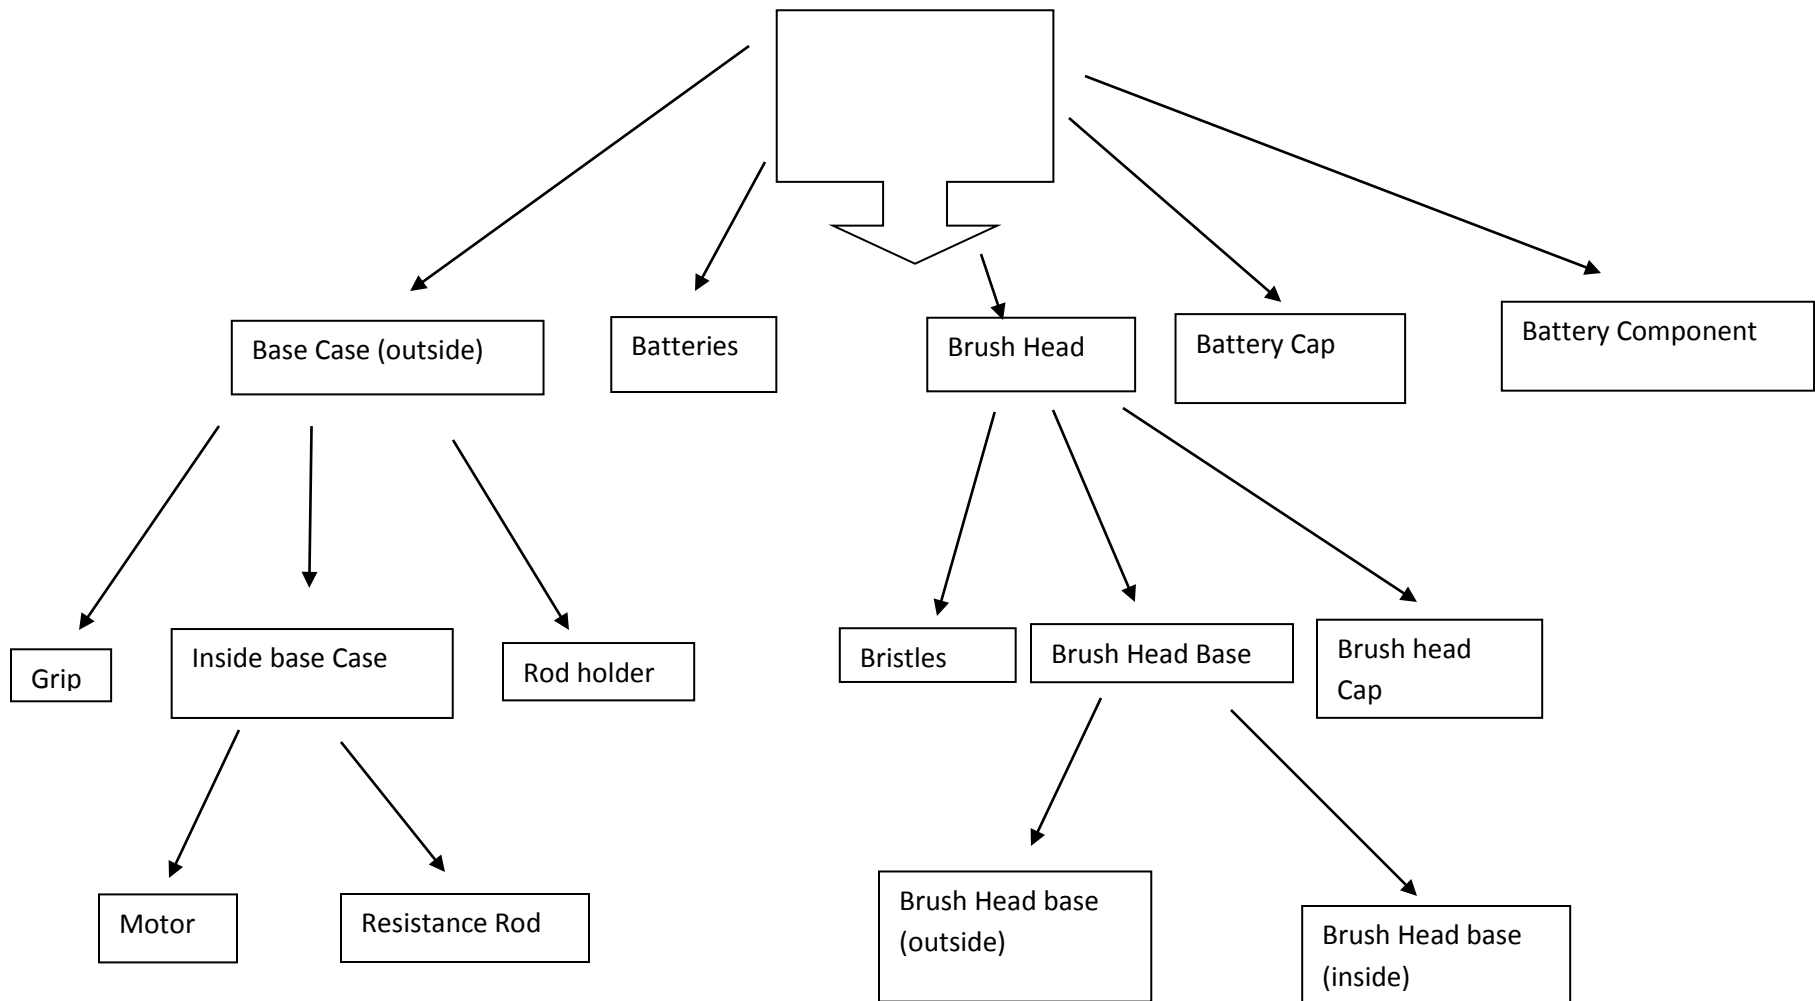 Base Case (outside)
Batteries
Brush Head
Battery Cap
Battery Component
Grip
Inside base Case
Rod holder
Bristles
Brush Head Base
Brush head
Cap
Motor
Resistance Rod
Brush Head base
(outside)
Brush Head base
(inside)